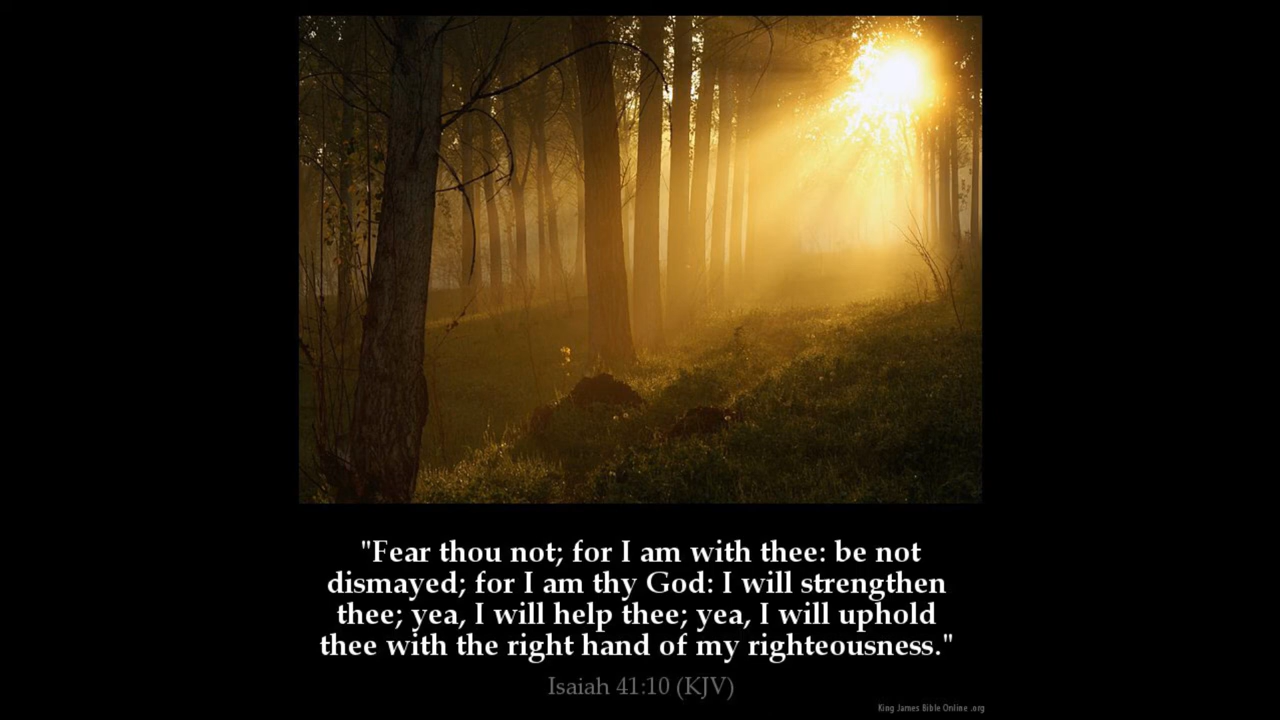 "Fear thou not; for I am with thee: be not
dismayed; for I am thy God: I will strengthen
thee; yea, I will help thee; yea, I will uphold
thee with the right hand of my righteousness."
Isaiah 41:10 (KJV)
King James Bible Online .org